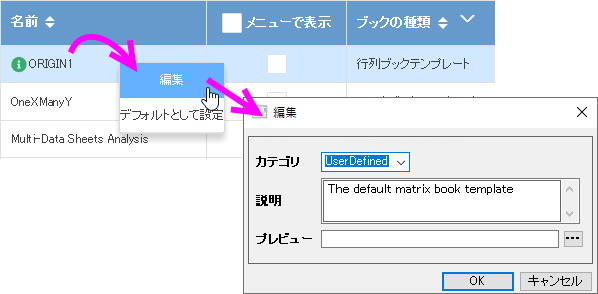 名前 メニューで表示 ブックの種類
ORIGIN1 行列ブックテンプレート
編集
OneXManyY
デフォルトとして設定
Multi-Data Sheets Analysis
編集
カテゴリ UserDefined
説明 The default matrix book template
プレビュー ...
OK キャンセル